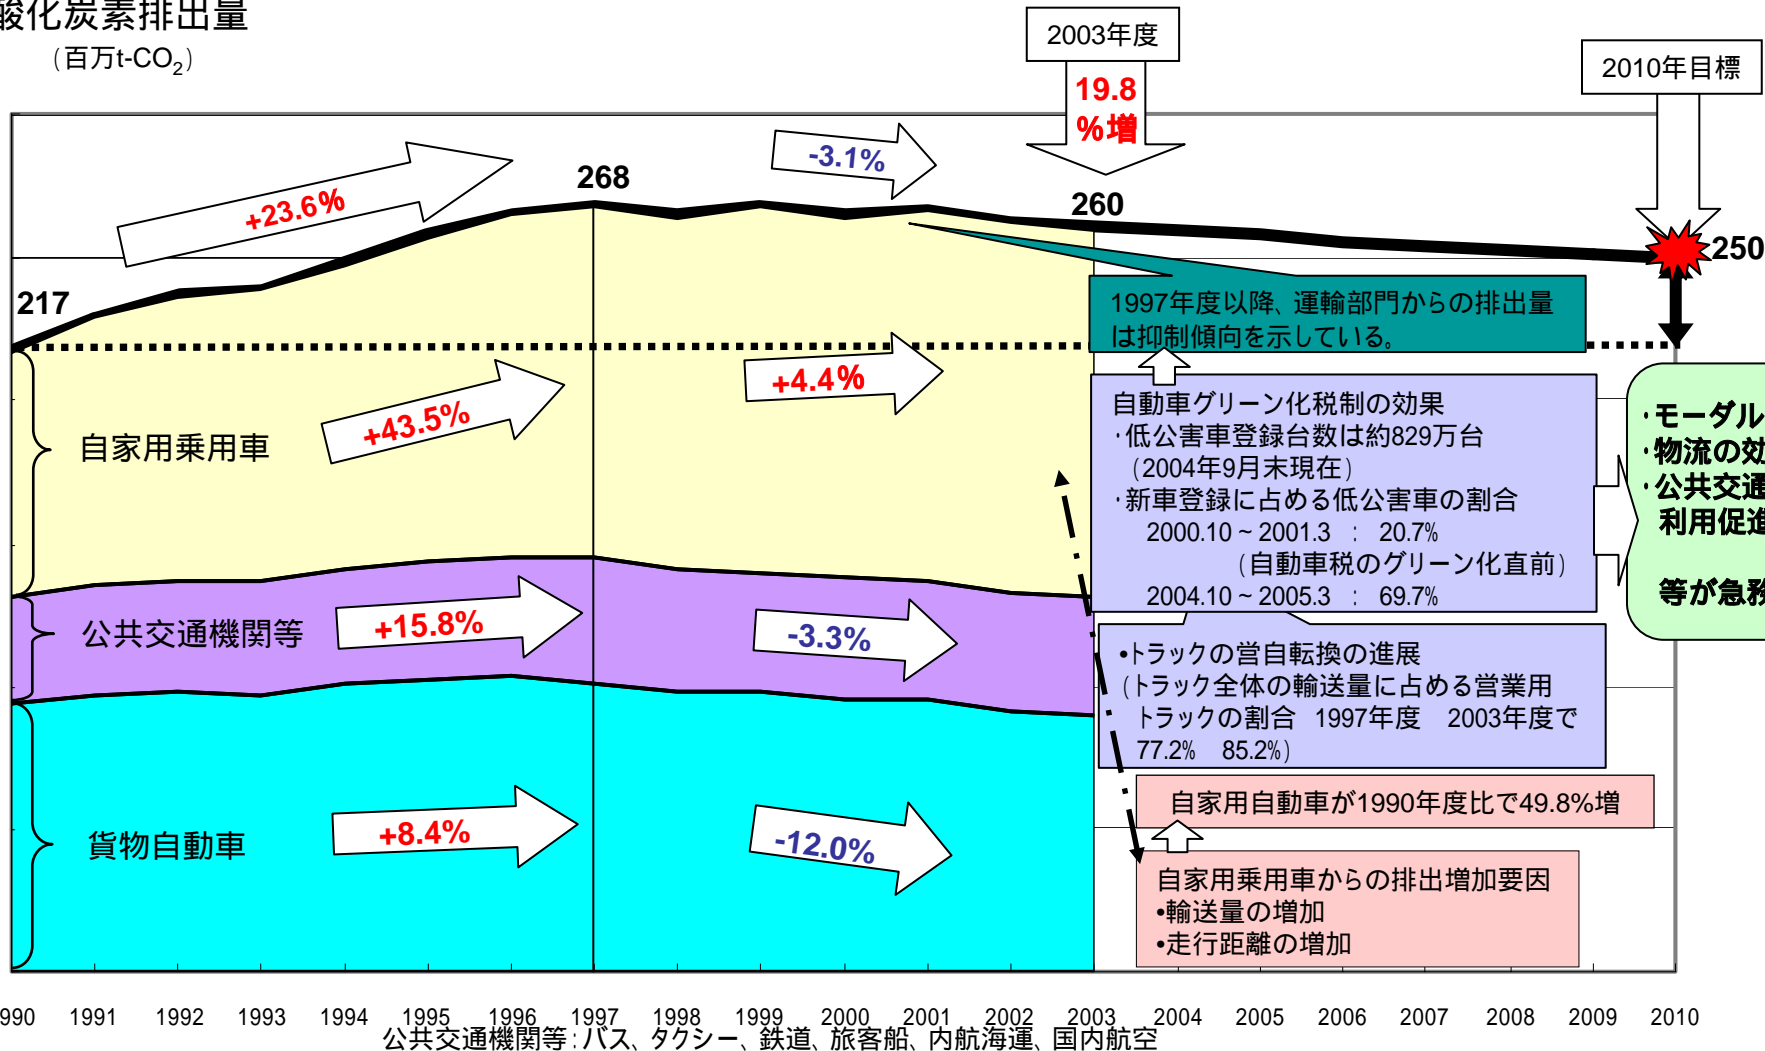 酸化炭素排出量
(百万t-CO2)
2003年度
19.8
%増
2010年目標
+23.6%
-3.1%
268
260
250
217
1997年度以降、運輸部門からの排出量
は抑制傾向を示している。
+43.5%
+4.4%
自家用乗用車
自動車グリーン化税制の効果
・低公害車登録台数は約829万台
(2004年9月末現在)
・新車登録に占める低公害車の割合
2000.10～2001.3 : 20.7%
(自動車税のグリーン化直前)
2004.10～2005.3 : 69.7%
・モーダル
・物流の効
・公共交通
利用促進
等が急務
公共交通機関等
+15.8%
-3.3%
•トラックの営自転換の進展
(トラック全体の輸送量に占める営業用
トラックの割合 1997年度 2003年度で
77.2% 85.2%)
貨物自動車
+8.4%
-12.0%
自家用自動車が1990年度比で49.8%増
自家用乗用車からの排出増加要因
•輸送量の増加
•走行距離の増加
990 1991 1992 1993 1994 1995 1996 1997 1998 1999 2000 2001 2002 2003 2004 2005 2006 2007 2008 2009 2010
公共交通機関等:バス、タクシー、鉄道、旅客船、内航海運、国内航空